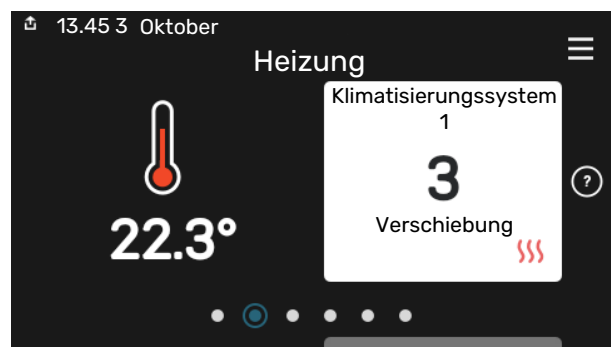 13.45 3 Oktober
Heizung
Klimatisierungssystem
1
3
Verschiebung
22.3°
?